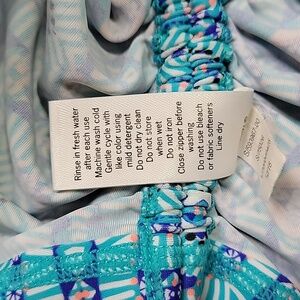 Rinse in fresh water
after each use
Machine wash cold
Gentle cycle with
like color using
mild detergent
Do not dry clean
Do not store
when wet
Do not iron
Close zipper before
washing
Do not use bleach
or fabric softeners
Line dry